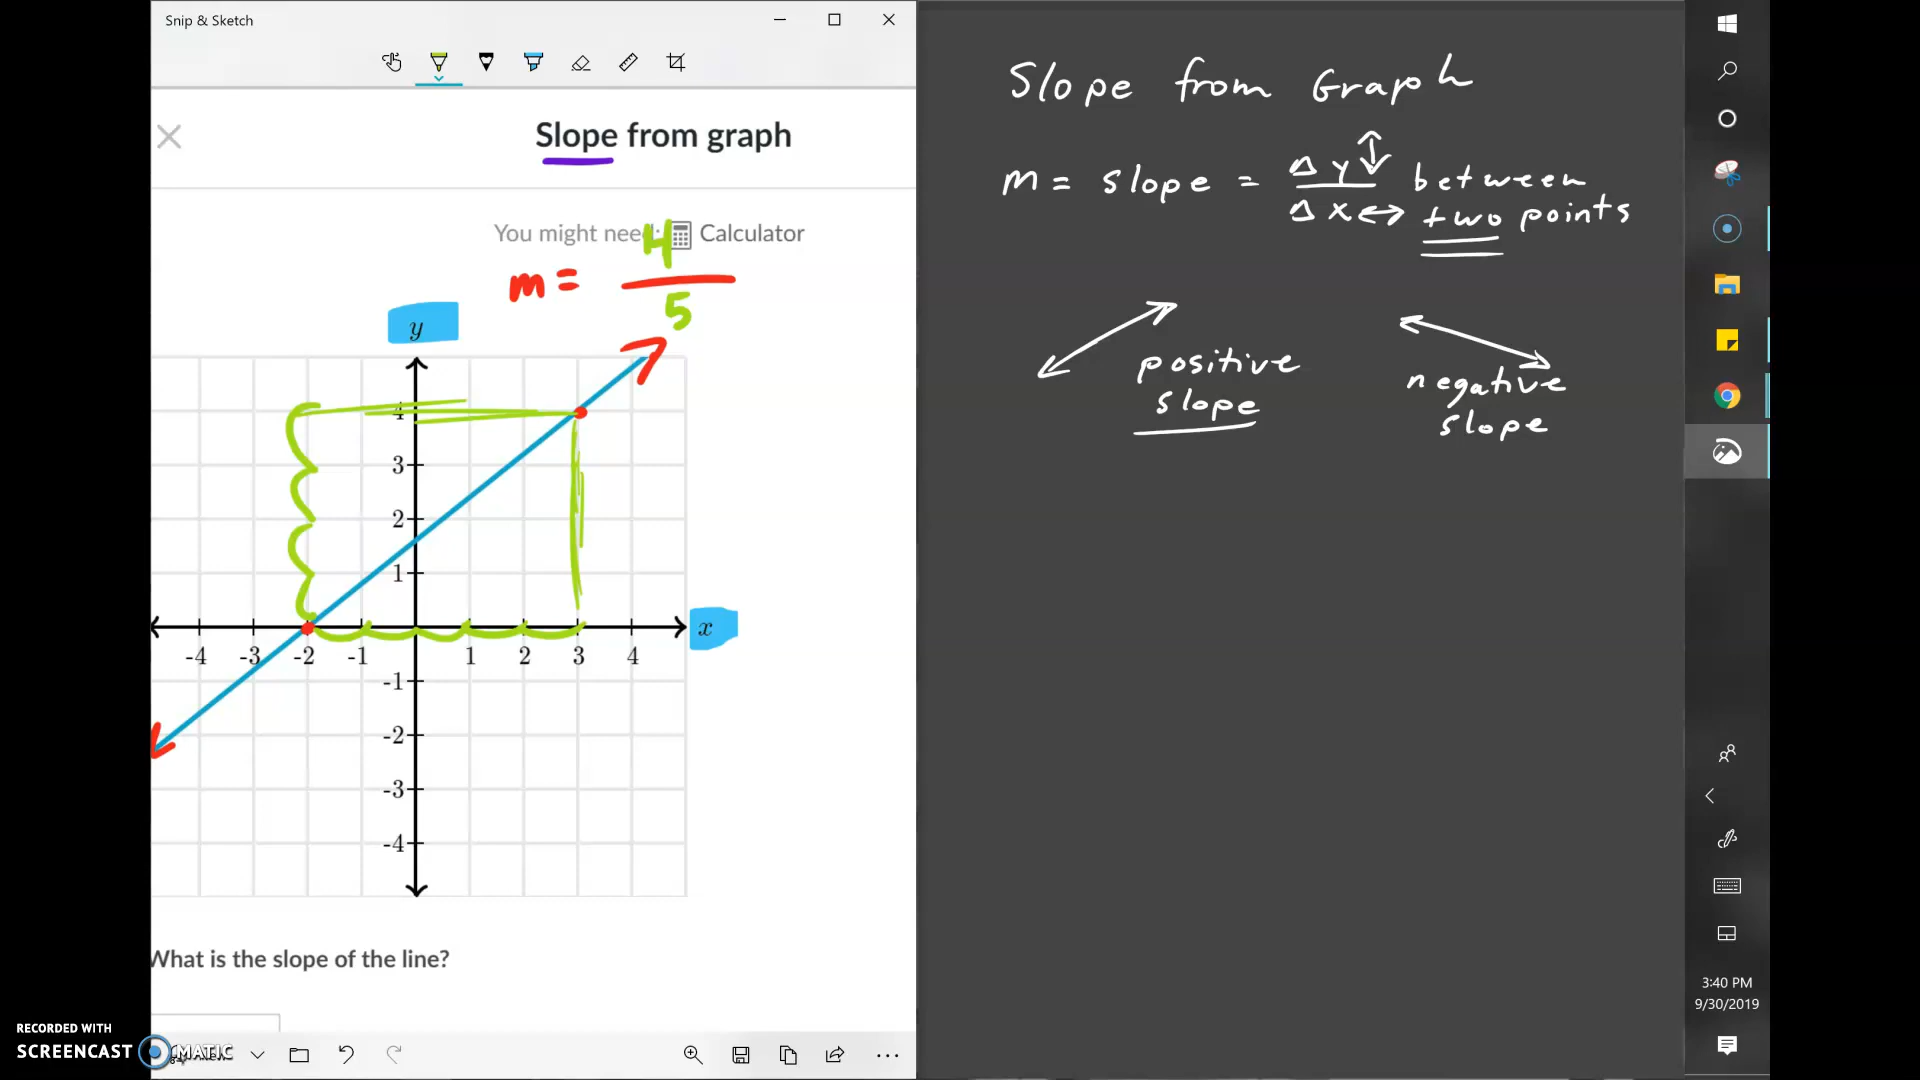 Snip & Sketch
Slope from graph
You might need: Calculator
4
m =
5
y
4
3
2
1
x
-4 -3 -2 -1 1 2 3 4
-1
-2
-3
-4
What is the slope of the line?
Slope from Graph
m = slope = Δy between
Δx two points
positive
slope
negative
slope
3:40 PM
9/30/2019
RECORDED WITH
SCREENCAST MATIC